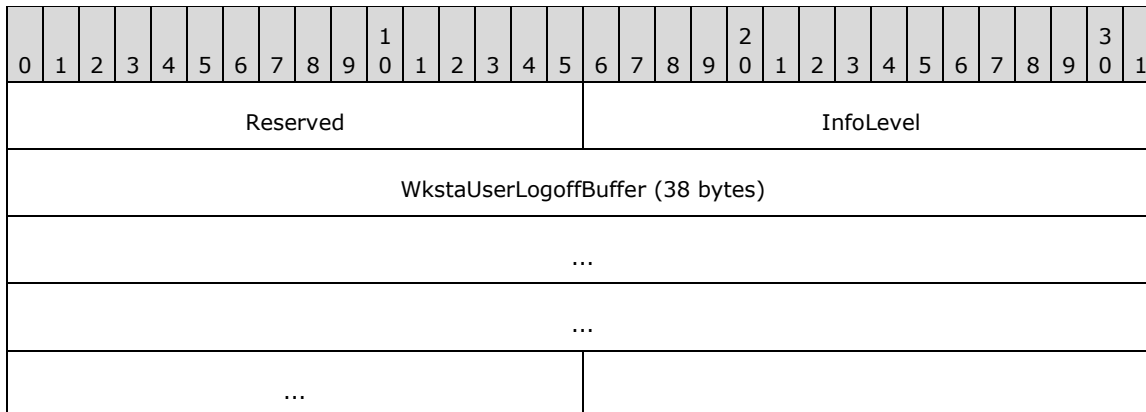 1 2 3
0 1 2 3 4 5 6 7 8 9 0 1 2 3 4 5 6 7 8 9 0 1 2 3 4 5 6 7 8 9 0 1
Reserved InfoLevel
WkstaUserLogoffBuffer (38 bytes)
...
...
...